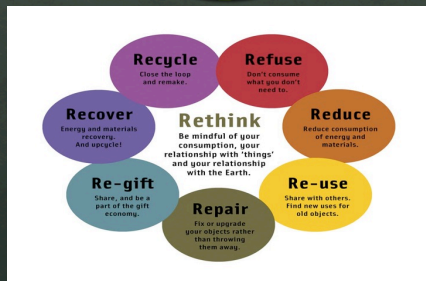 Recycle
Close the loop
and remake.
Refuse
Don't consume
what you don't
need to.
Recover
Energy and materials
recovery.
And upcycle!
Rethink
Be mindful of your
consumption, your
relationship with 'things'
and your relationship
with the Earth.
Reduce
Reduce consumption
of energy and
materials.
Re-gift
Share, and be a
part of the gift
economy.
Repair
Fix or upgrade
your objects rather
than throwing
them away.
Re-use
Share with others.
Find new uses for
old objects.